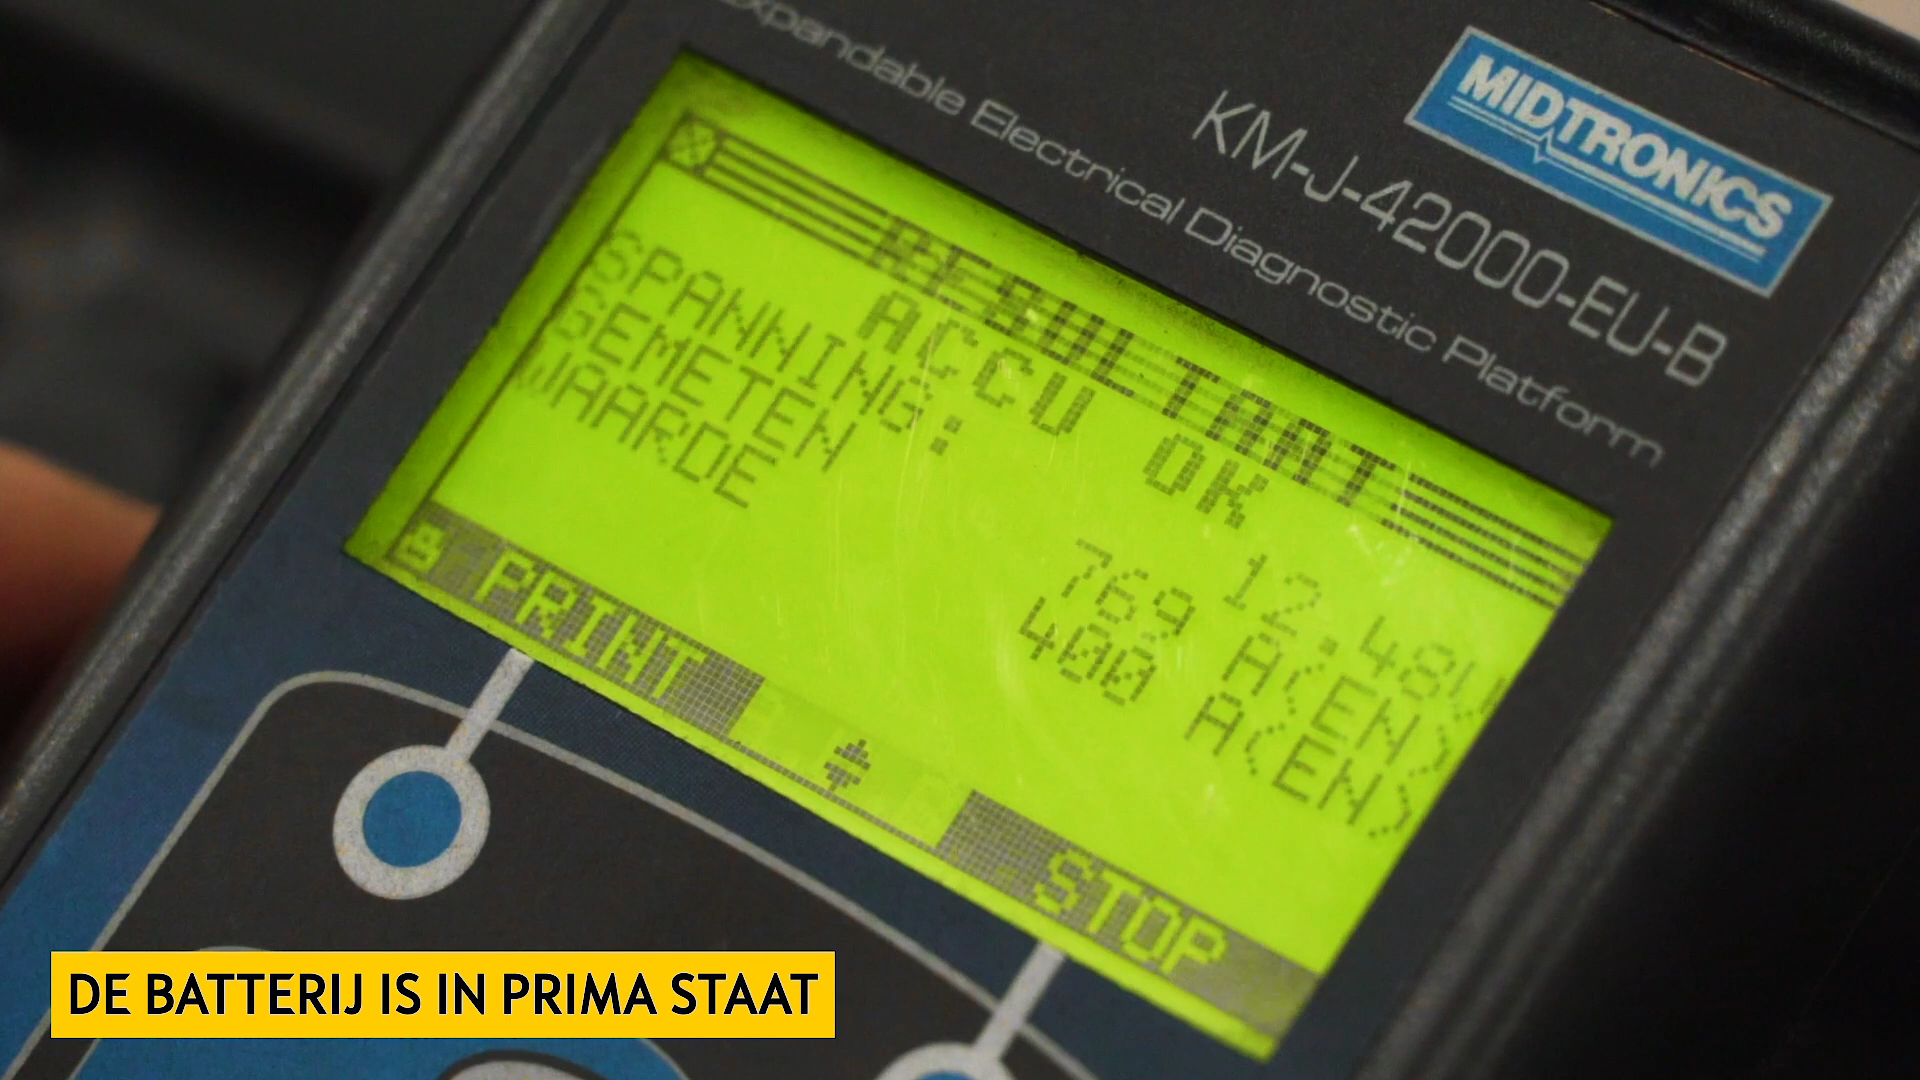 MIDTRONICS
KM-J-42000-EU-B
Expandable Electrical Diagnostic Platform
RESULTANT
ACCU OK
SPANNING: 12.48V
GEMETEN 769 A(EN)
WAARDE 400 A(EN)
PRINT
STOP
DE BATTERIJ IS IN PRIMA STAAT